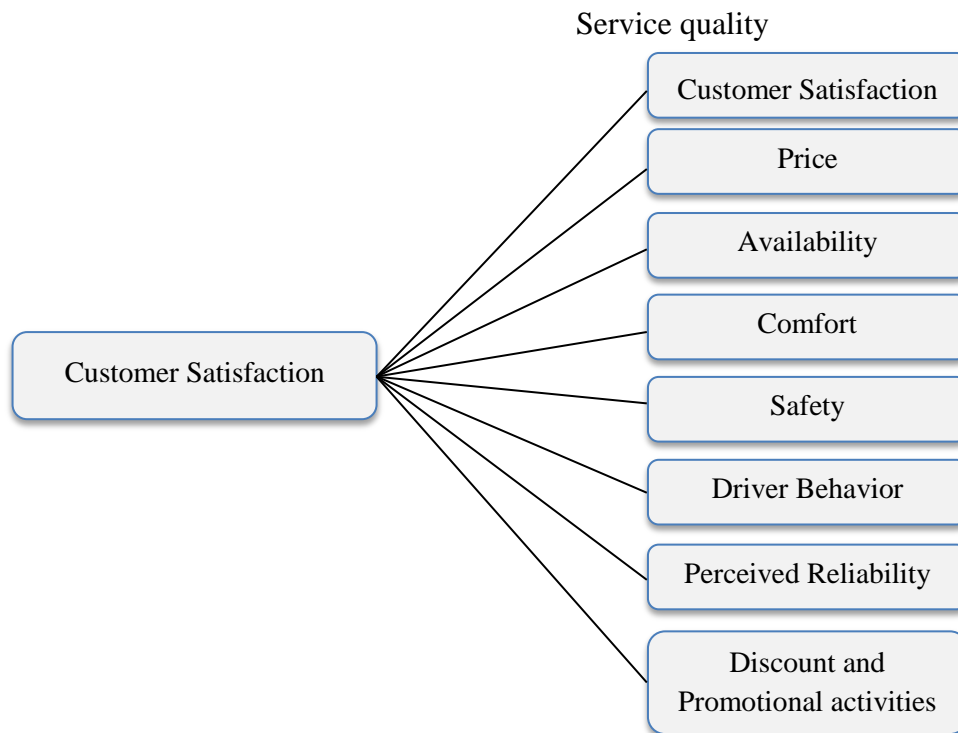 Service quality
Customer Satisfaction
Price
Availability
Comfort
Customer Satisfaction
Safety
Driver Behavior
Perceived Reliability
Discount and
Promotional activities